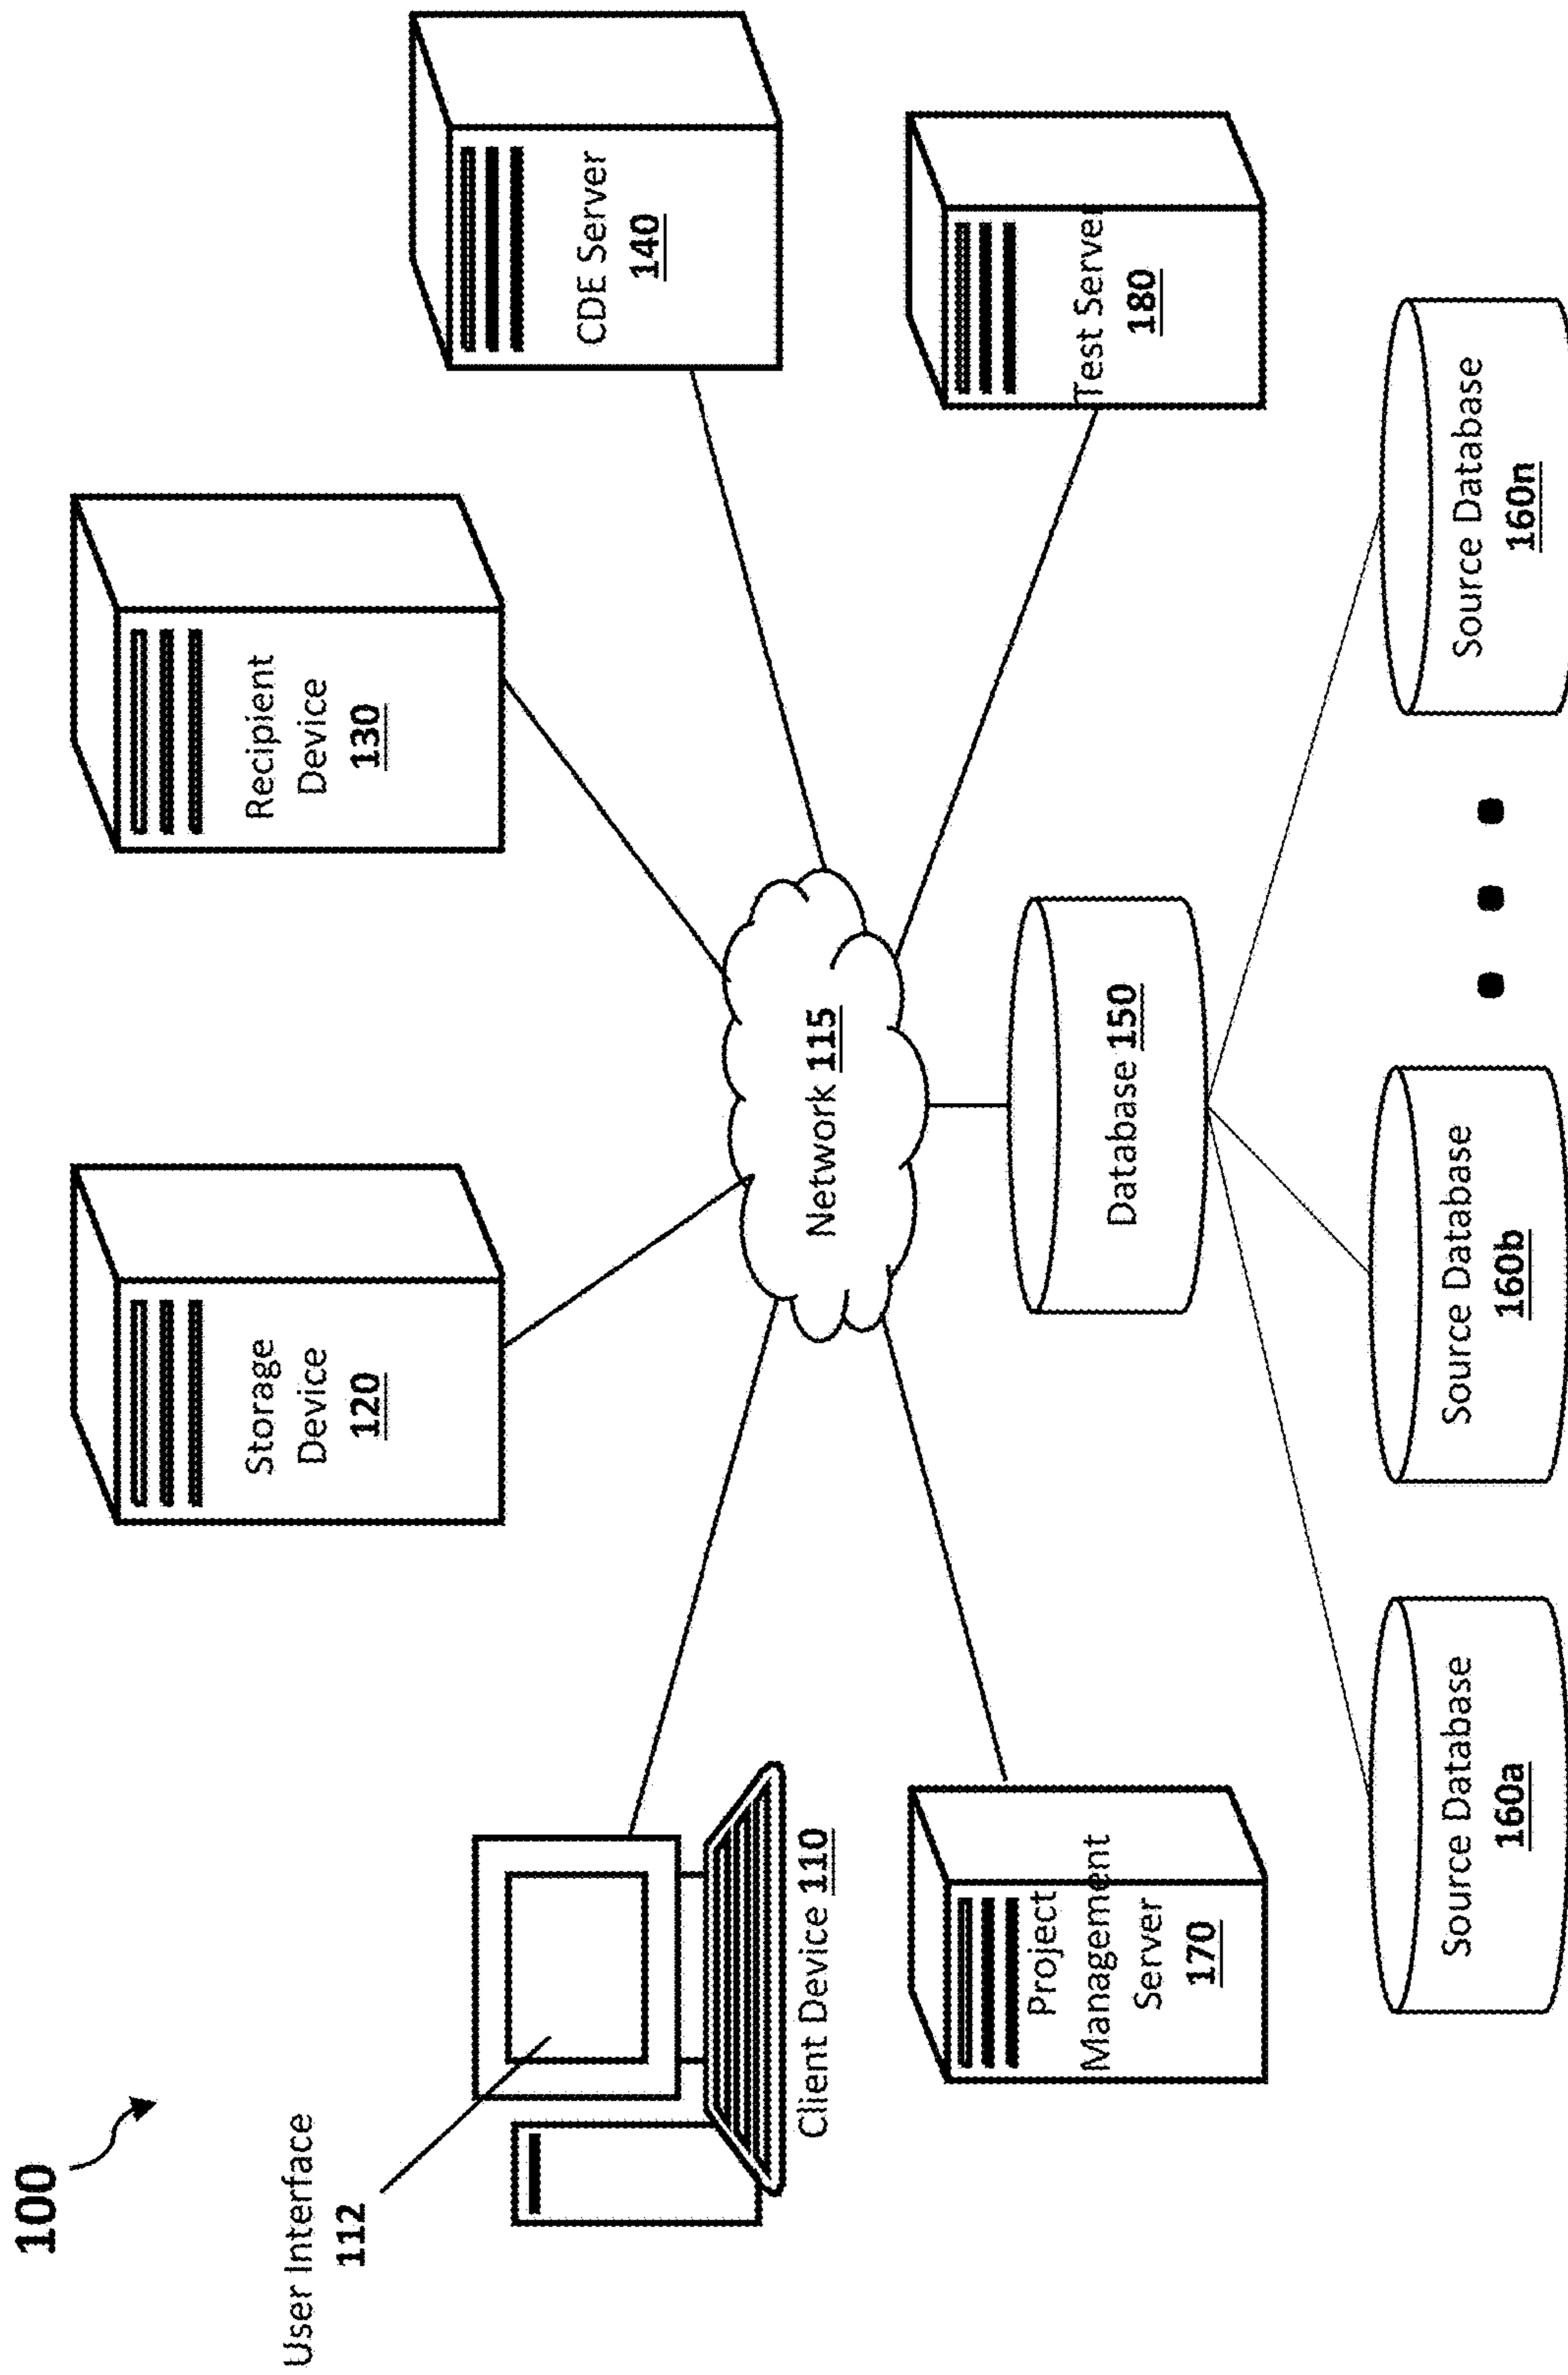 100
User Interface
112
Client Device 110
Storage
Device
120
Recipient
Device
130
CDE Server
140
Network 115
Project
Management
Server
170
Database 150
Test Server
180
Source Database
160a
Source Database
160b
Source Database
160n